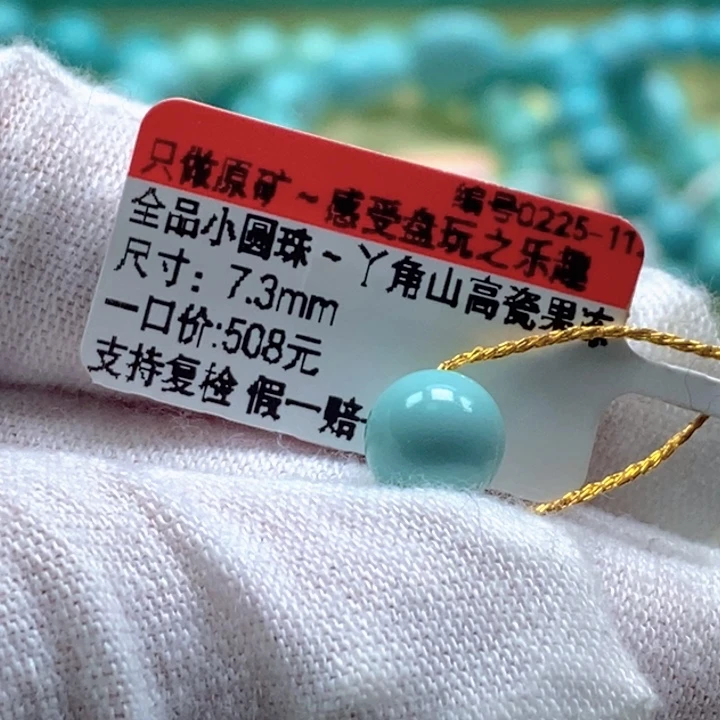 编号0225-11
只做原矿~感受盘玩之乐趣
全品小圆珠~丫角山高瓷果冻
尺寸：7.3mm
一口价:508元
支持复检 假一赔